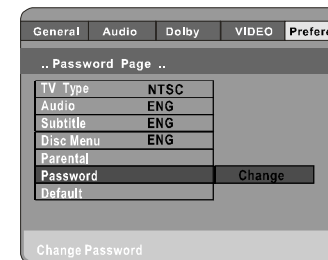 General Audio Dolby VIDEO Prefer
.. Password Page ..
TV Type NTSC
Audio ENG
Subtitle ENG
Disc Menu ENG
Parental
Password Change
Default
Change Password